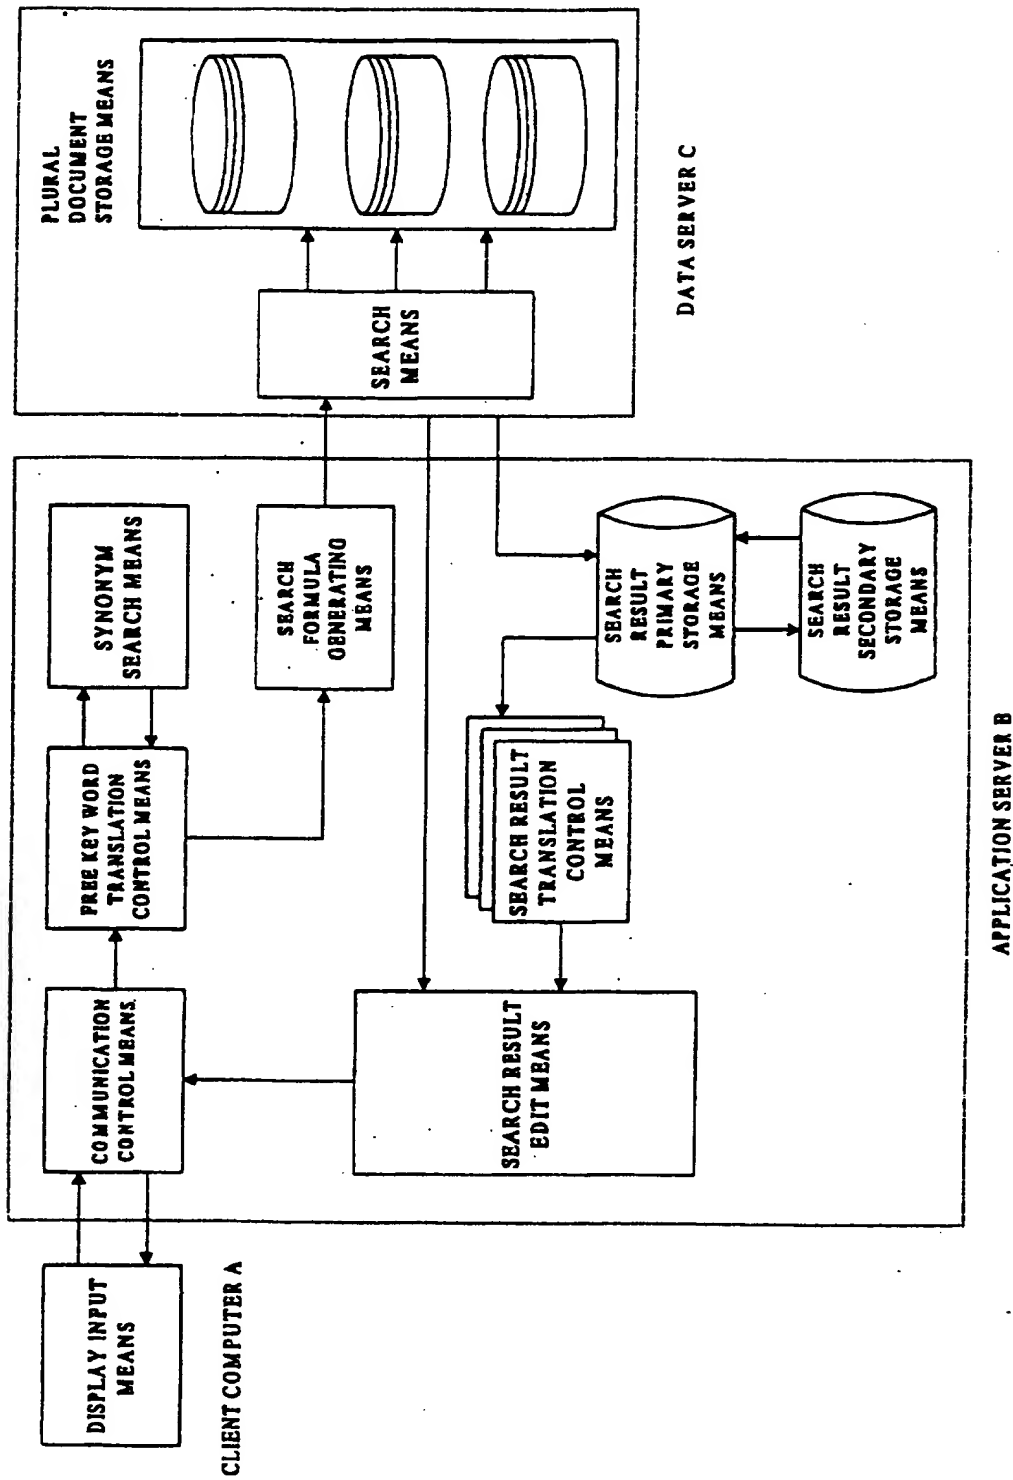 DISPLAY INPUT
MEANS
CLIENT COMPUTER A
COMMUNICATION
CONTROL MEANS.
FREE KEY WORD
TRANSLATION
CONTROL MEANS
SYNONYM
SEARCH MEANS
SEARCH
FORMULA
GENERATING
MEANS
SEARCH RESULT
EDIT MEANS
SEARCH RESULT
TRANSLATION
CONTROL
MEANS
SEARCH
RESULT
PRIMARY
STORAGE
MEANS
SEARCH
RESULT
SECONDARY
STORAGE
MEANS
APPLICATION SERVER B
SEARCH
MEANS
PLURAL
DOCUMENT
STORAGE MEANS
DATA SERVER C